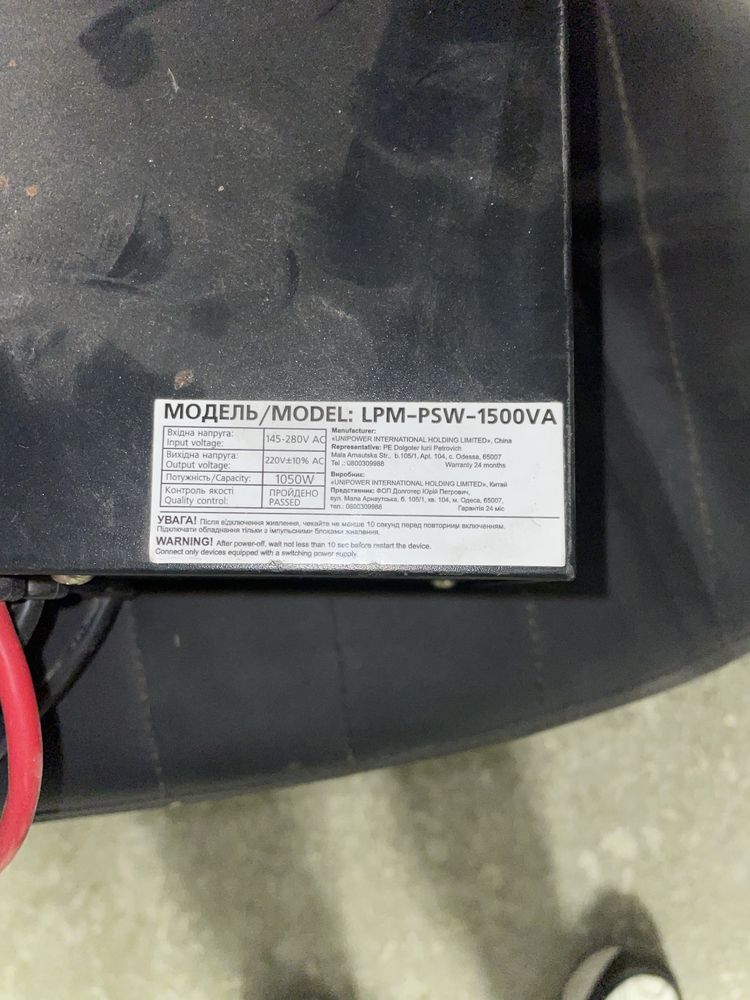 МОДЕЛЬ/MODEL: LPM-PSW-1500VA
Вхідна напруга:
Input voltage:
145-280V AC
Вихідна напруга:
Output voltage:
220V±10% AC
Потужність/Capacity:
1050W
Контроль якості
Quality control:
ПРОЙДЕНО
PASSED
Manufacturer:
«UNIPOWER INTERNATIONAL HOLDING LIMITED», China
Representative: PE Dolgoter Iurii Petrovich
Mala Arnautska Str., b.105/1, Apt. 104, c. Odessa, 65007
Tel .: 0800309988 Warranty 24 months
Виробник:
«UNIPOWER INTERNATIONAL HOLDING LIMITED», Китай
Представник: ФОП Долготер Юрій Петрович,
вул. Мала Арнаутська, б. 105/1, кв. 104, м. Одеса, 65007,
тел.: 0800309988 Гарантія 24 міс
УВАГА! Після відключення живлення, чекайте не менше 10 секунд перед повторним включенням.
Підключати обладнання тільки з імпульсними блоками живлення.
WARNING! After power-off, wait not less than 10 sec before restart the device.
Connect only devices equipped with a switching power supply.